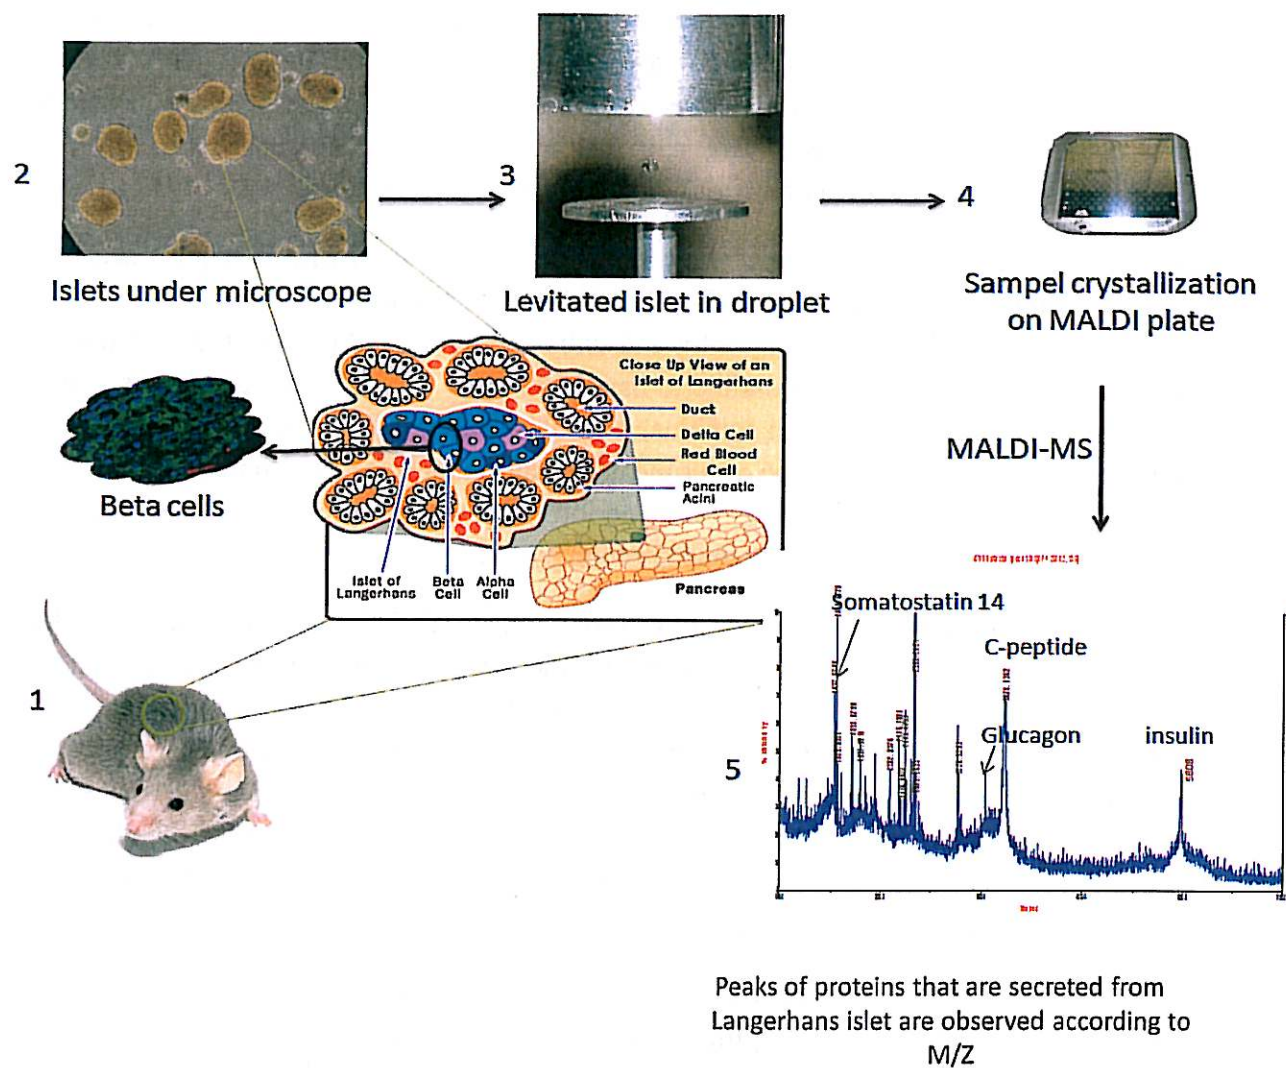 2
Islets under microscope
3
Levitated islet in droplet
4
Sampel crystallization
on MALDI plate
MALDI-MS
Beta cells
Close Up View of an
Islet of Langerhans
Duct
Delta Cell
Red Blood
Cell
Pancreatic
Acini
Islet of
Langerhans
Beta
Cell
Alpha
Cell
Pancreas
1
5
Somatostatin 14
C-peptide
Glucagon
insulin
5808
Peaks of proteins that are secreted from
Langerhans islet are observed according to
M/Z